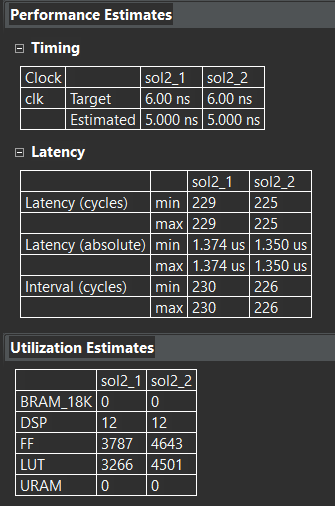 Performance Estimates
Timing
Clock sol2_1 sol2_2
clk Target 6.00 ns 6.00 ns
Estimated 5.000 ns 5.000 ns
Latency
sol2_1 sol2_2
Latency (cycles) min 229 225
max 229 225
Latency (absolute) min 1.374 us 1.350 us
max 1.374 us 1.350 us
Interval (cycles) min 230 226
max 230 226
Utilization Estimates
sol2_1 sol2_2
BRAM_18K 0 0
DSP 12 12
FF 3787 4643
LUT 3266 4501
URAM 0 0